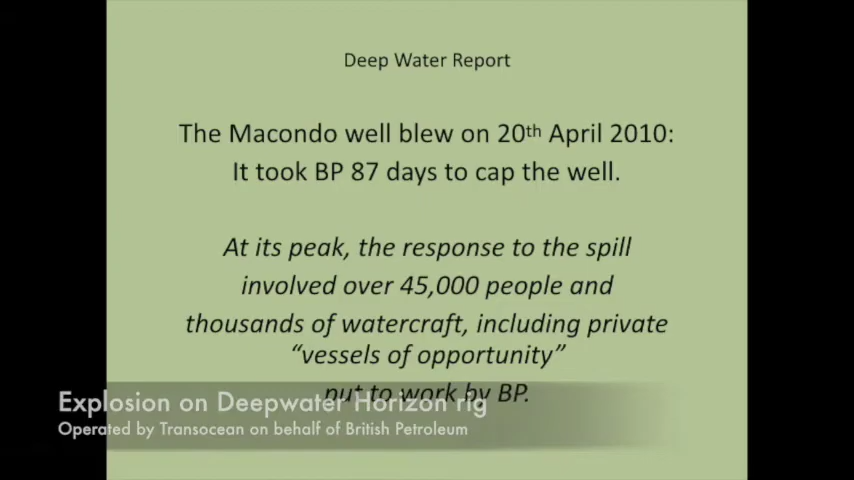 Deep Water Report
The Macondo well blew on 20th April 2010:
It took BP 87 days to cap the well.
At its peak, the response to the spill
involved over 45,000 people and
thousands of watercraft, including private
“vessels of opportunity”
put to work by BP.
Explosion on Deepwater Horizon rig
Operated by Transocean on behalf of British Petroleum